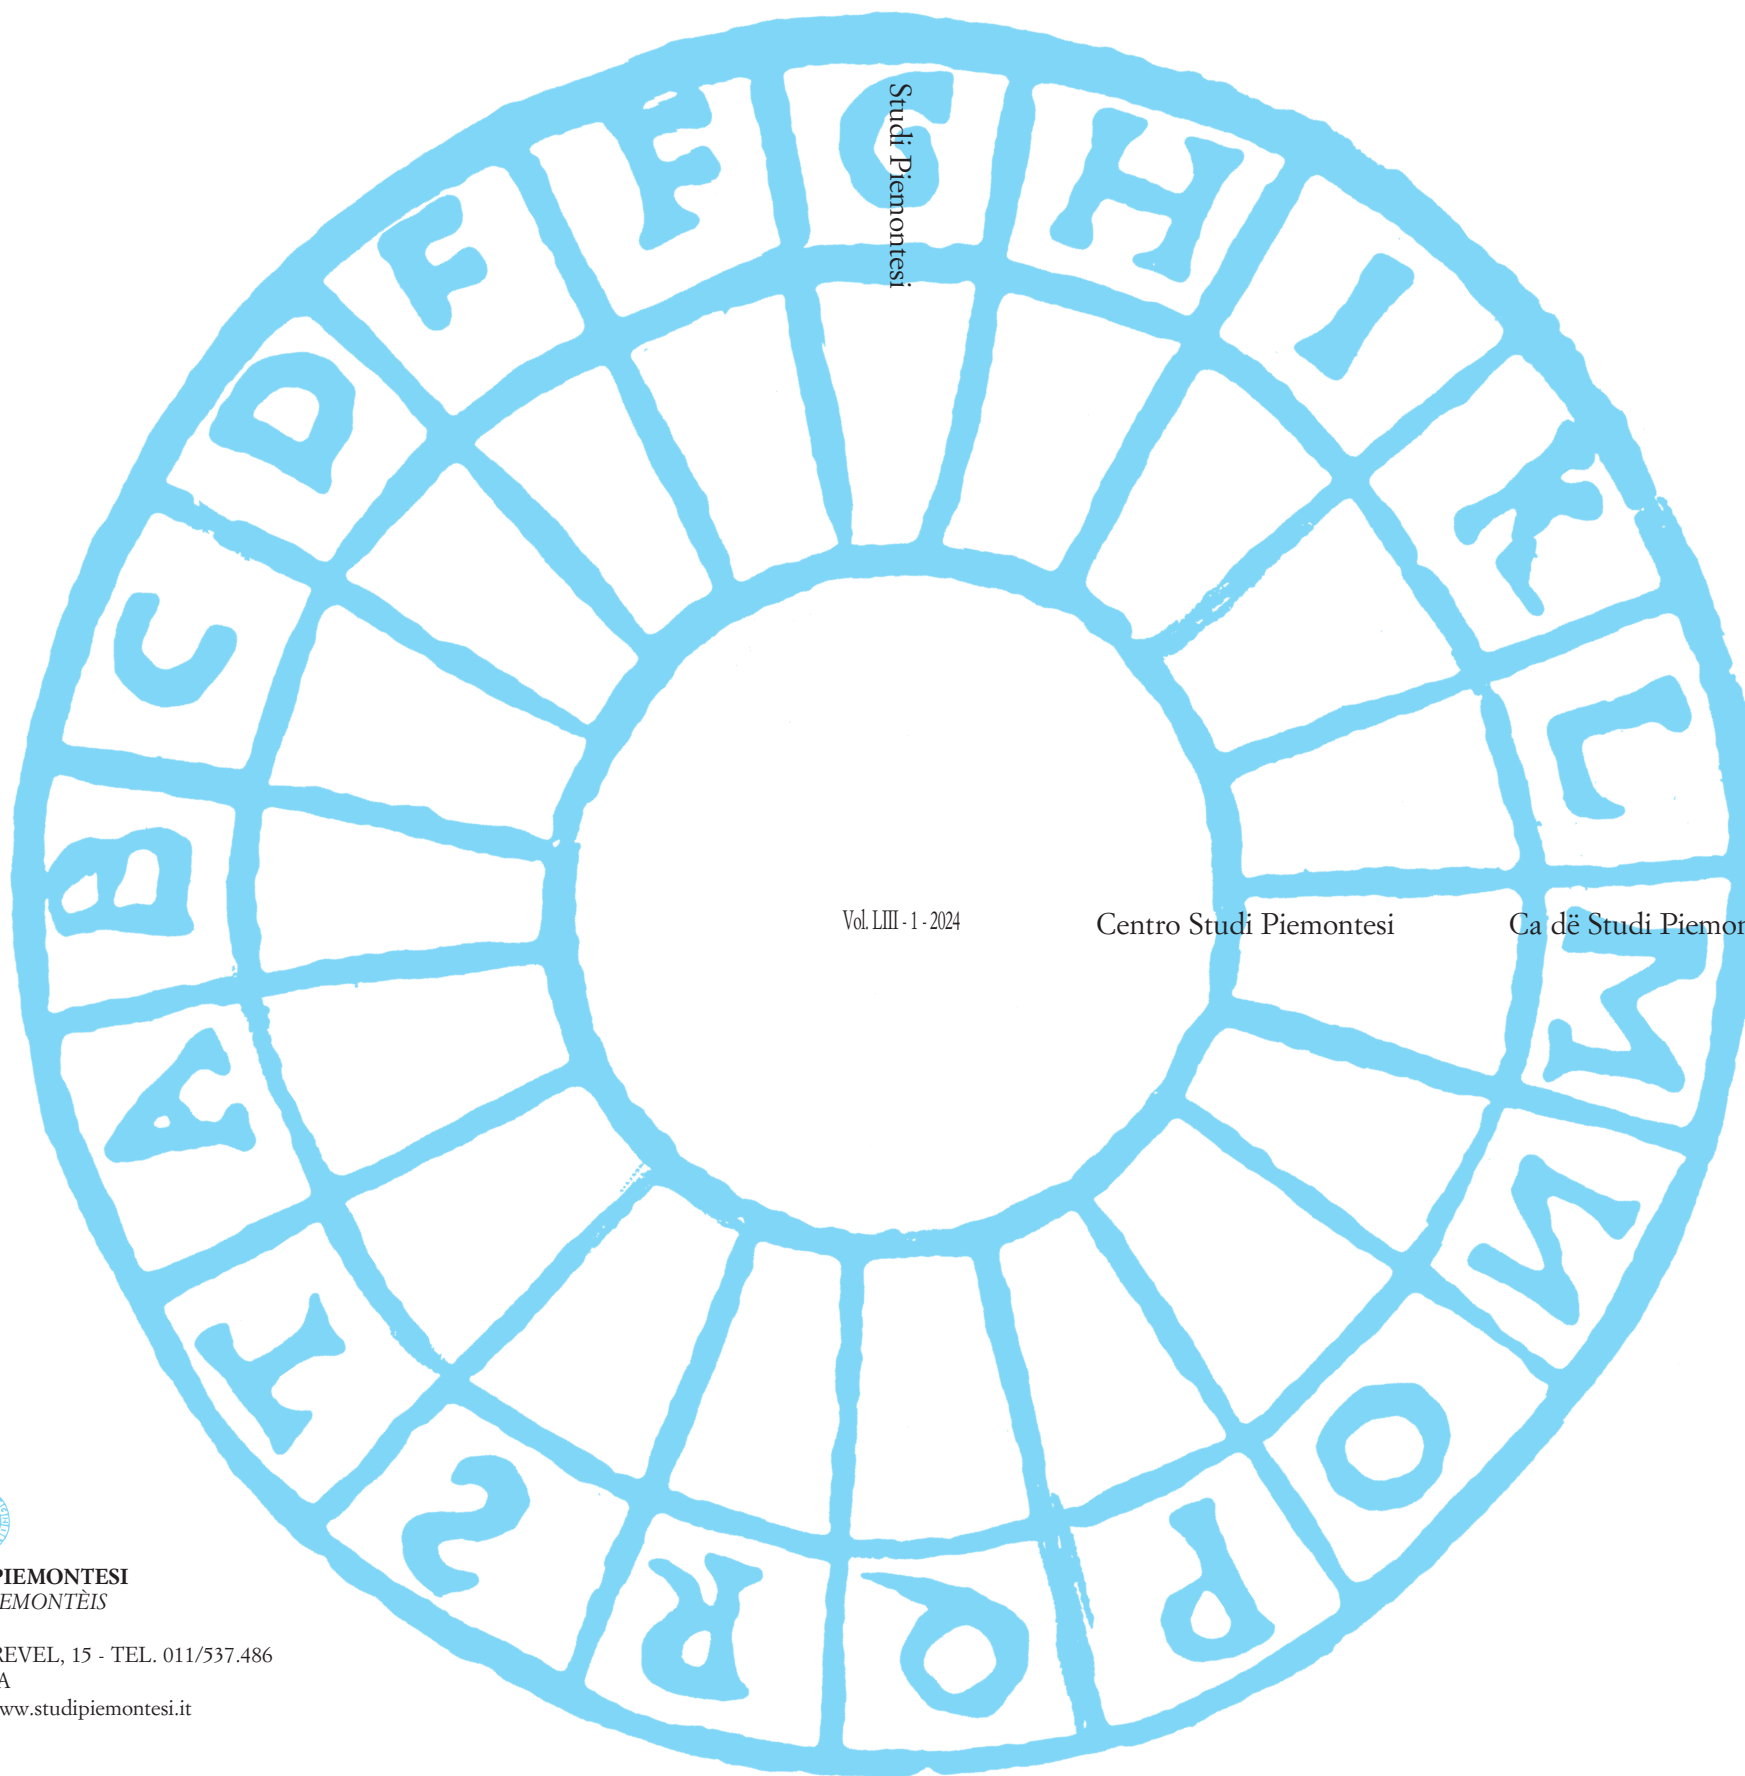 Studi Piemontesi
A B C D F E G H I K L M N O P Q R S T
Vol. LIII - 1 - 2024
Centro Studi Piemontesi
Ca dë Studi Piemon
PIEMONTESI
EMONTÈIS
REVEL, 15 - TEL. 011/537.486
A
ww.studipiemontesi.it